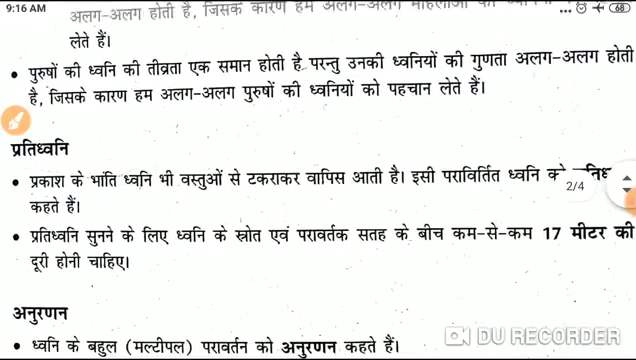 9:16 AM
... 68
अलग-अलग होती है, जिसके कारण हम अलग-अलग महिलाओं की
लेते हैं।
• पुरुषों की ध्वनि की तीव्रता एक समान होती है परन्तु उनकी ध्वनियों की गुणता अलग-अलग होती
है, जिसके कारण हम अलग-अलग पुरुषों की ध्वनियों को पहचान लेते हैं।
प्रतिध्वनि
• प्रकाश के भांति ध्वनि भी वस्तुओं से टकराकर वापिस आती है। इसी परावर्तित ध्वनि को
2/4
कहते हैं।
• प्रतिध्वनि सुनने के लिए ध्वनि के स्रोत एवं परावर्तक सतह के बीच कम-से-कम 17 मीटर की
दूरी होनी चाहिए।
अनुरणन
• ध्वनि के बहुल (मल्टीपल) परावर्तन को अनुरणन कहते हैं।
DU RECORDER